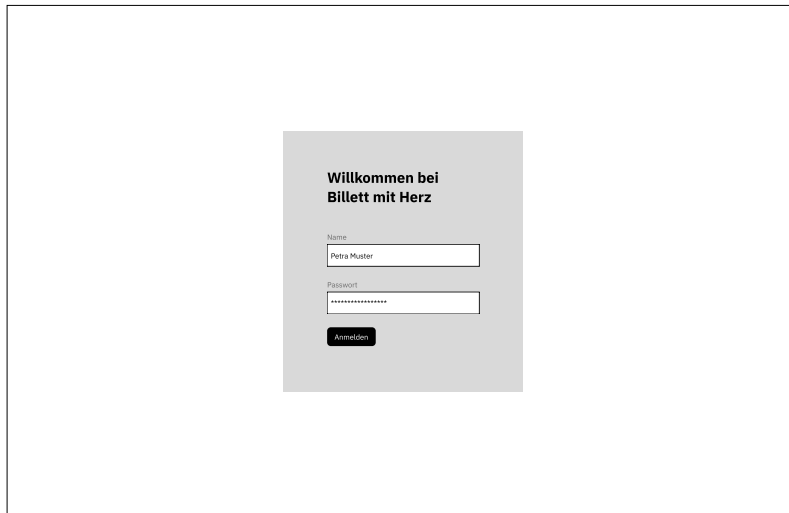 Willkommen bei
Billett mit Herz
Name
Petra Muster
Passwort
*****************
Anmelden